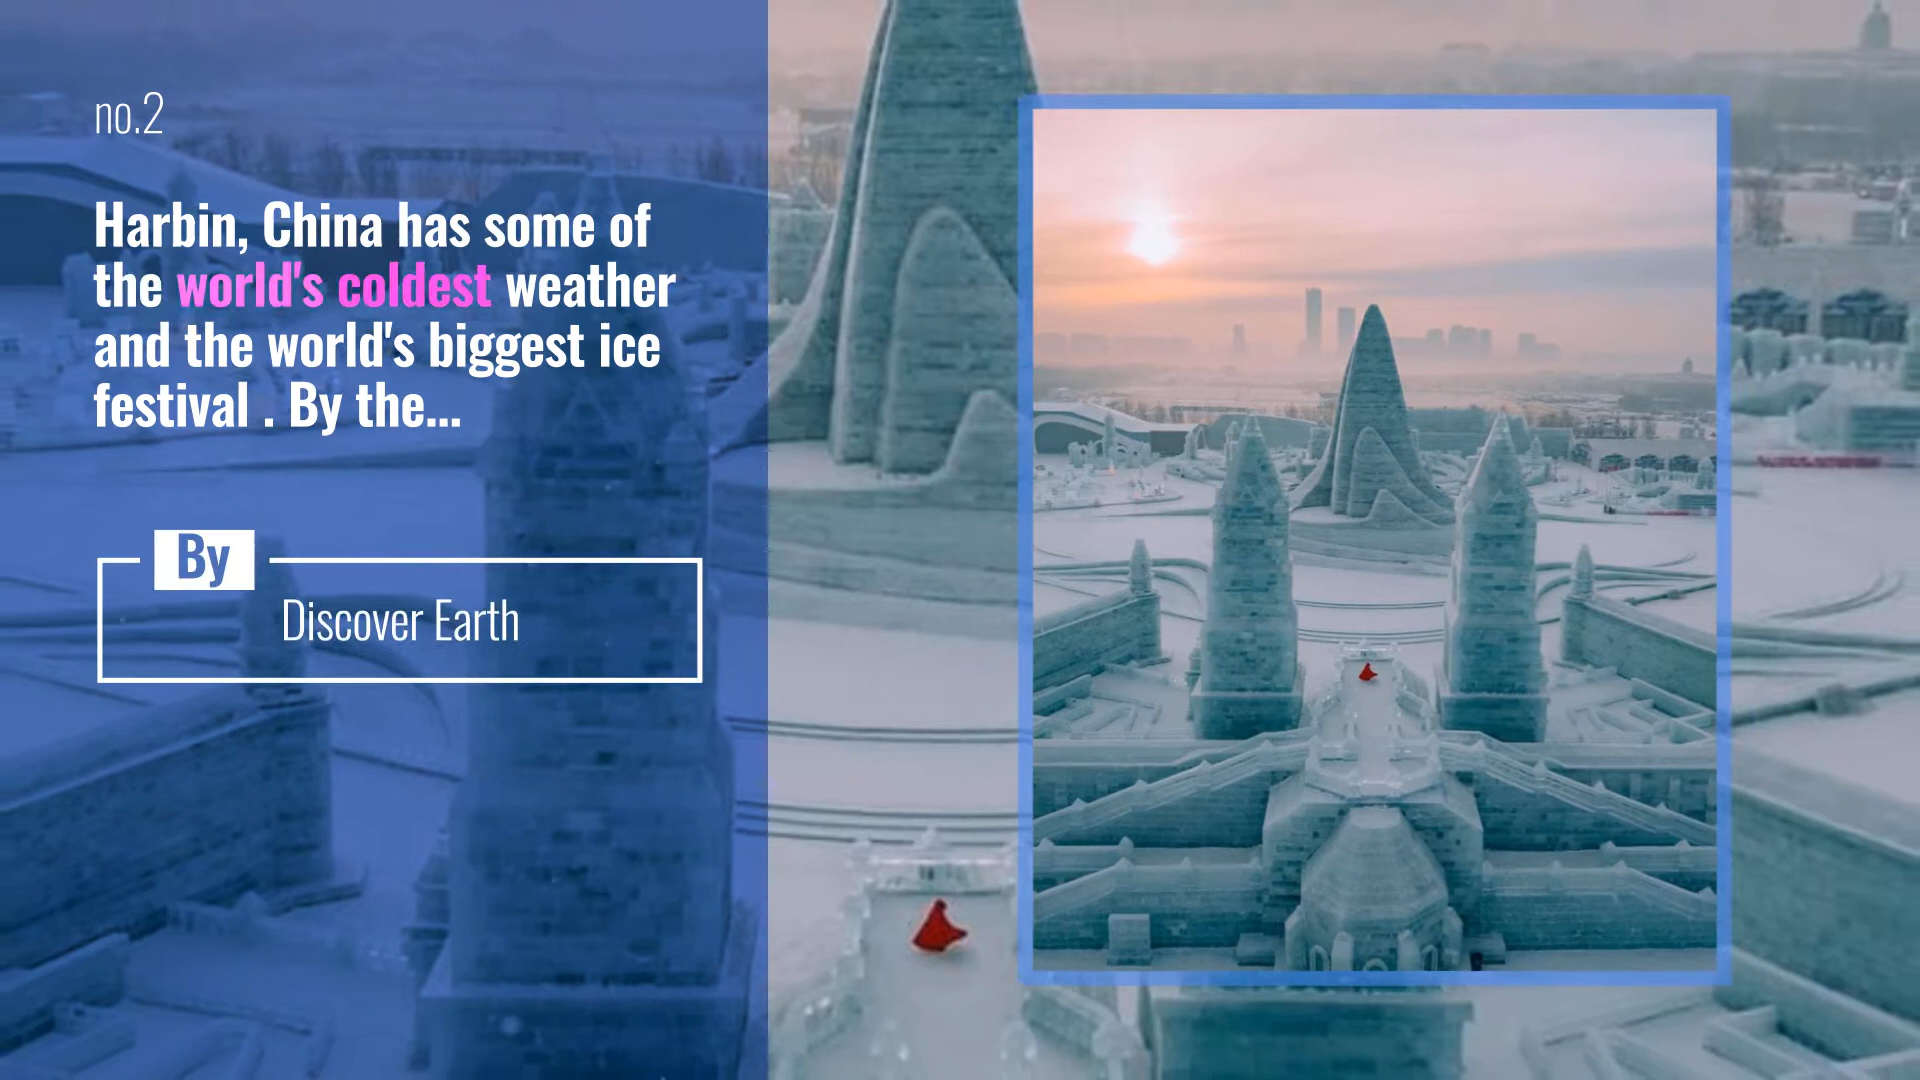 no.2
Harbin, China has some of
the world's coldest weather
and the world's biggest ice
festival . By the...
By
Discover Earth